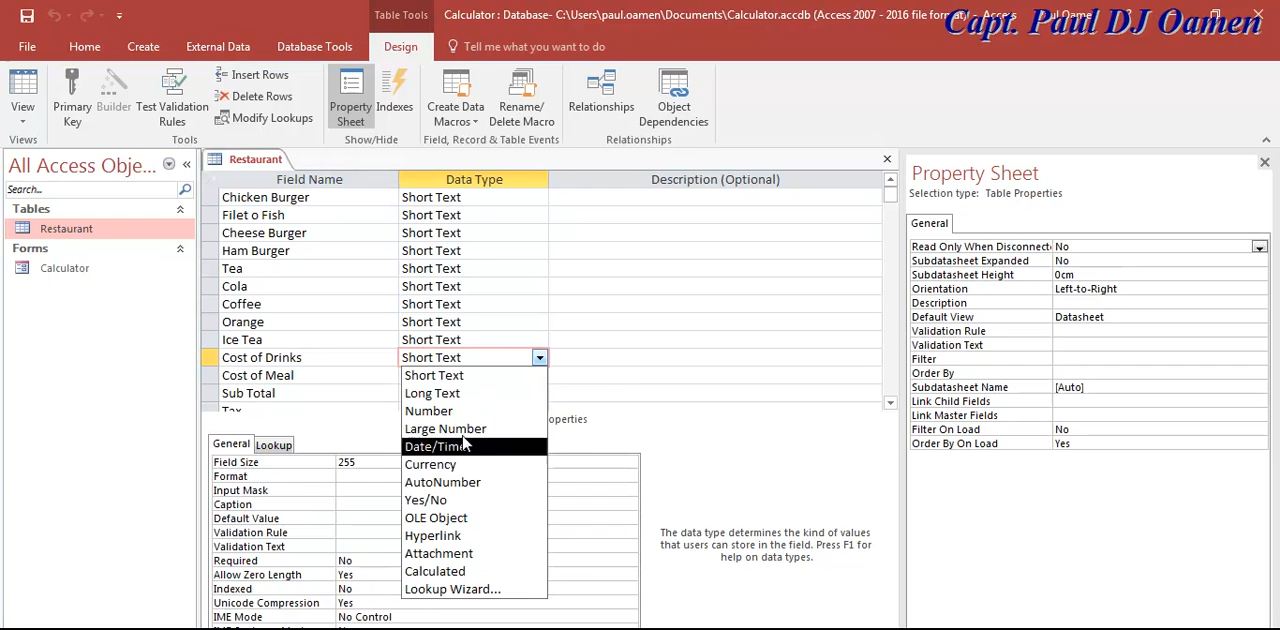 Table Tools
Calculator : Database- C:\Users\paul.oamen\Documents\Calculator.accdb (Access 2007 - 2016 file format) -
Capt. Paul DJ Oamen
File Home Create External Data Database Tools Design Tell me what you want to do
View
Primary Key
Builder
Test Validation Rules
Insert Rows
Delete Rows
Modify Lookups
Property Sheet
Indexes
Create Data Macros
Rename/ Delete Macro
Relationships
Object Dependencies
Views Tools Show/Hide Field, Record & Table Events Relationships
All Access Obje...
Search...
Tables
Restaurant
Forms
Calculator
Restaurant
Field Name Data Type Description (Optional)
Chicken Burger Short Text
Filet o Fish Short Text
Cheese Burger Short Text
Ham Burger Short Text
Tea Short Text
Cola Short Text
Coffee Short Text
Orange Short Text
Ice Tea Short Text
Cost of Drinks Short Text
Cost of Meal
Sub Total
Tax
Short Text
Long Text
Number
Large Number
Date/Time
Currency
AutoNumber
Yes/No
OLE Object
Hyperlink
Attachment
Calculated
Lookup Wizard...
operties
General Lookup
Field Size 255
Format
Input Mask
Caption
Default Value
Validation Rule
Validation Text
Required No
Allow Zero Length Yes
Indexed No
Unicode Compression Yes
IME Mode No Control
The data type determines the kind of values
that users can store in the field. Press F1 for
help on data types.
Property Sheet
Selection type: Table Properties
General
Read Only When Disconnecte No
Subdatasheet Expanded No
Subdatasheet Height 0cm
Orientation Left-to-Right
Description
Default View Datasheet
Validation Rule
Validation Text
Filter
Order By
Subdatasheet Name [Auto]
Link Child Fields
Link Master Fields
Filter On Load No
Order By On Load Yes